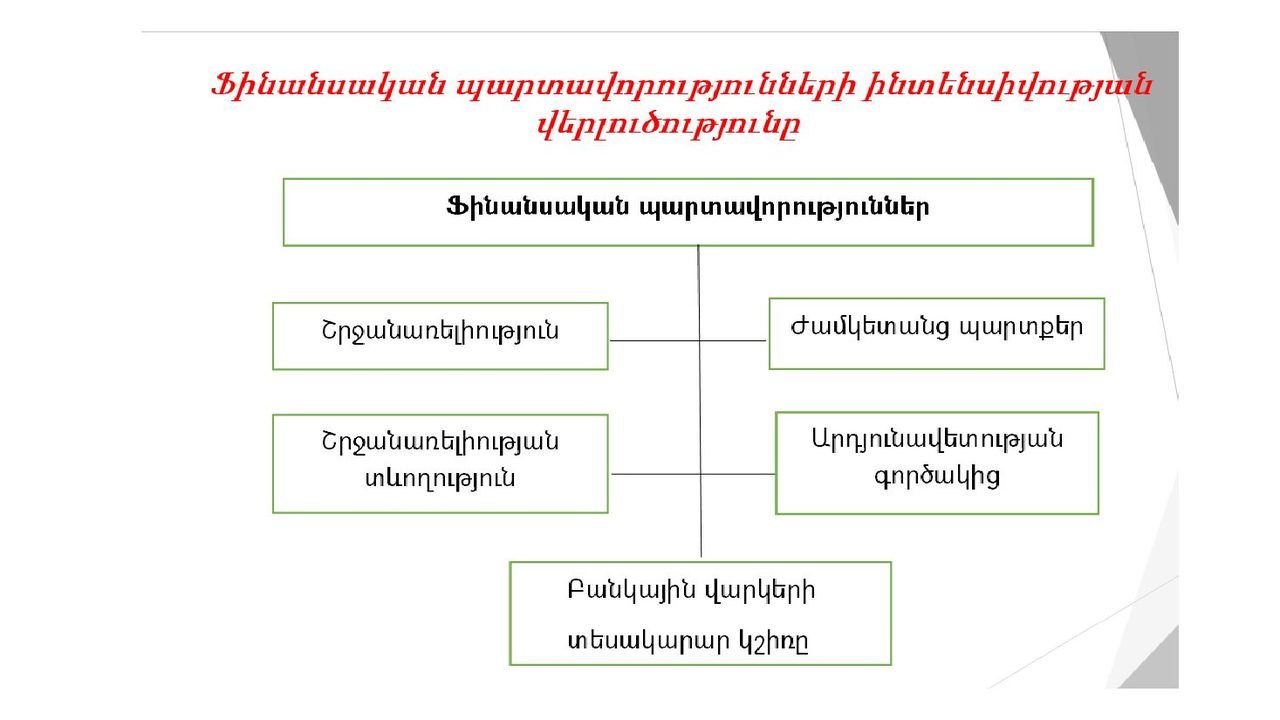 Ֆինանսական պարտավորությունների ինտենսիվության
վերլուծությունը
Ֆինանսական պարտավորություններ
Շրջանառելիություն
Ժամկետանց պարտքեր
Շրջանառելիության
տևողություն
Արդյունավետության
գործակից
Բանկային վարկերի
տեսակարար կշիռը